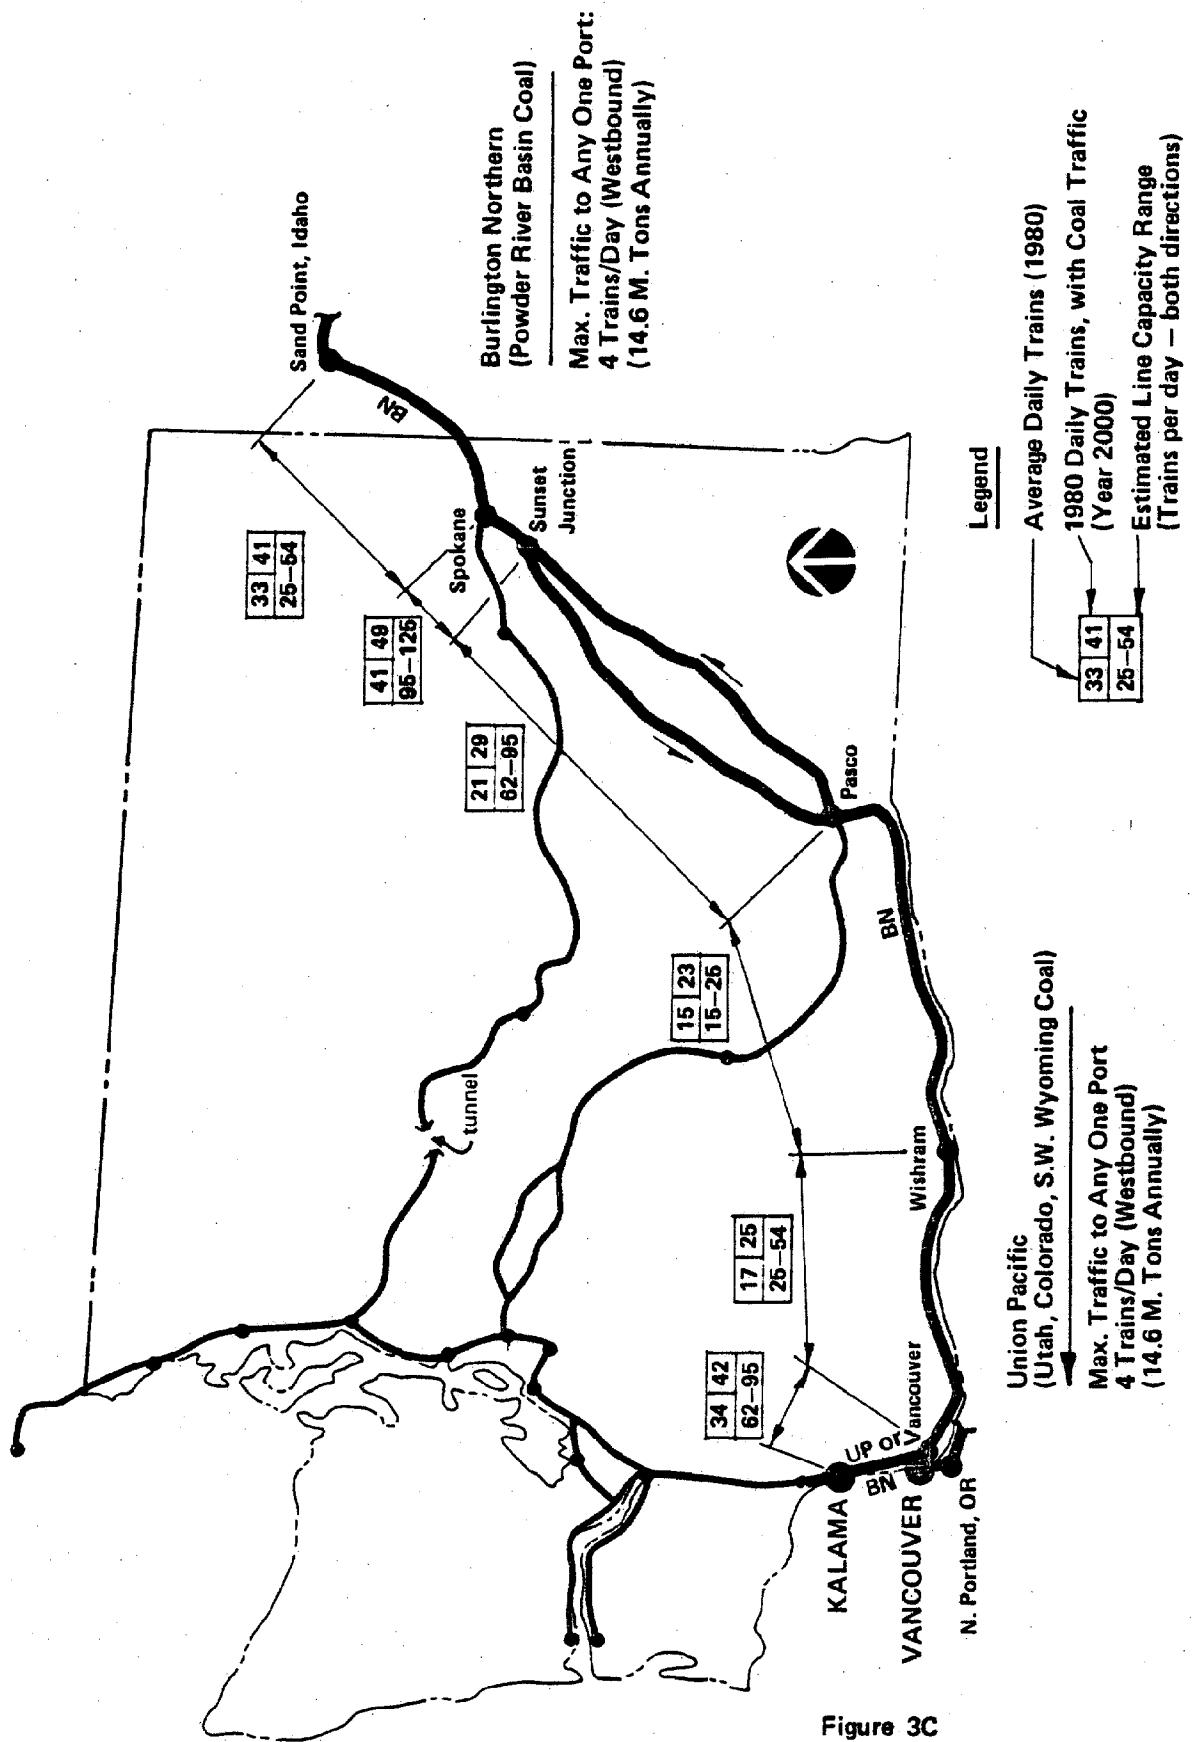 Sand Point, Idaho
BN
Burlington Northern
(Powder River Basin Coal)
Max. Traffic to Any One Port:
4 Trains/Day (Westbound)
(14.6 M. Tons Annually)
33 41
25–54
Spokane
Sunset
Junction
41 49
95–125
21 29
62–95
Pasco
15 23
15–25
BN
tunnel
Wishram
17 25
25–54
34 42
62–95
Vancouver
UP or
BN
KALAMA
VANCOUVER
N. Portland, OR
Union Pacific
(Utah, Colorado, S.W. Wyoming Coal)
Max. Traffic to Any One Port
4 Trains/Day (Westbound)
(14.6 M. Tons Annually)
Legend
33 41
25–54
Average Daily Trains (1980)
1980 Daily Trains, with Coal Traffic
(Year 2000)
Estimated Line Capacity Range
(Trains per day – both directions)
Figure 3C